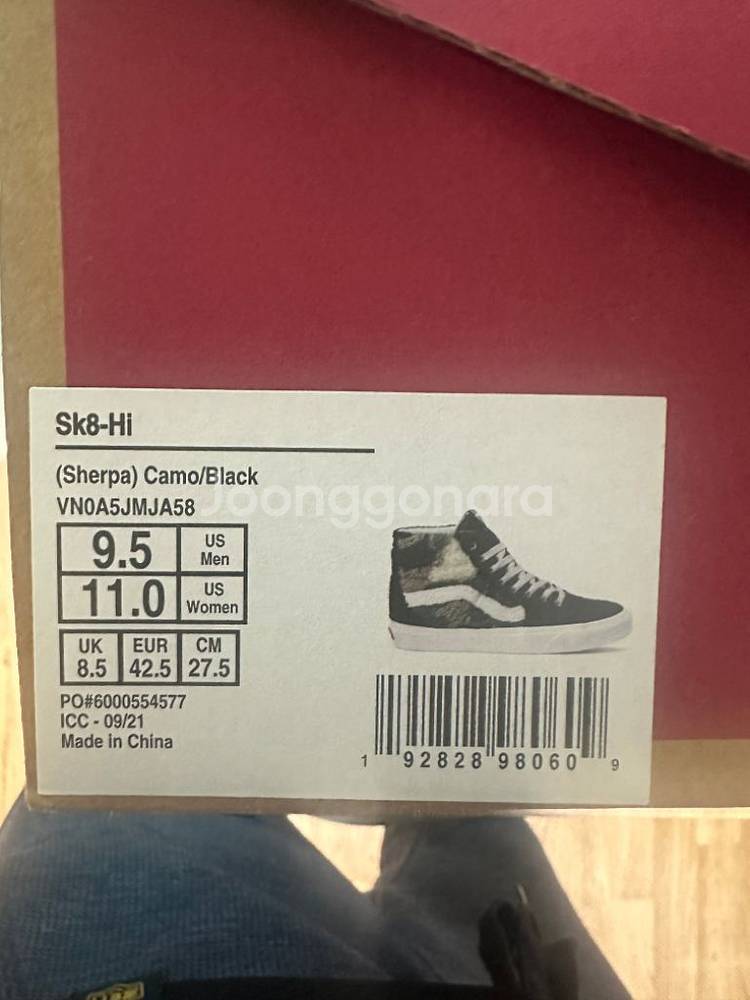 Sk8-Hi
(Sherpa) Camo/Black
VN0A5JMJA58
Joonggonara
9.5 US Men
11.0 US Women
UK EUR CM
8.5 42.5 27.5
PO#6000554577
ICC - 09/21
Made in China
1 92828 98060 9